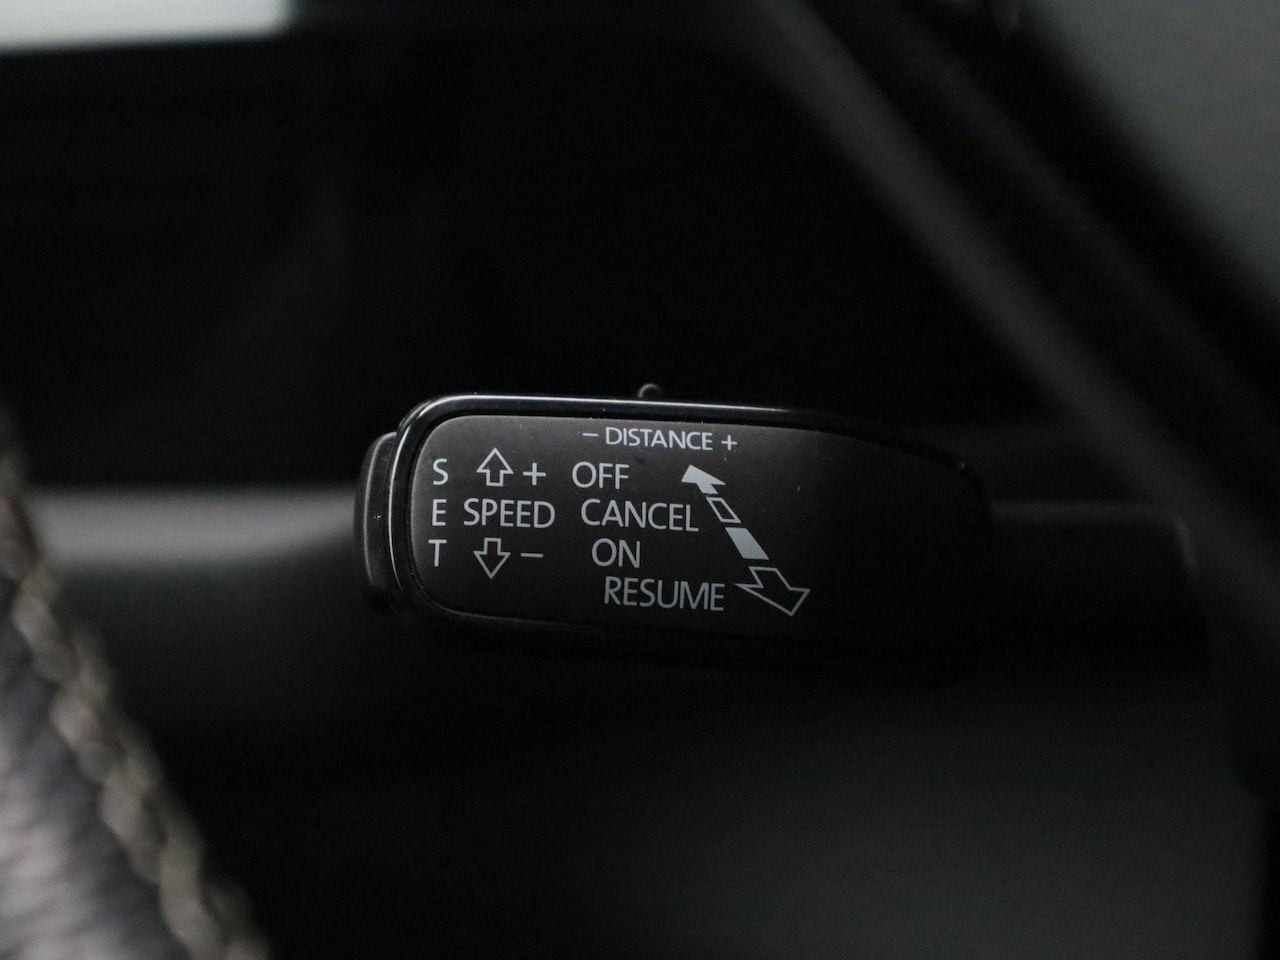 - DISTANCE +
S + OFF
E SPEED CANCEL
T - ON
RESUME